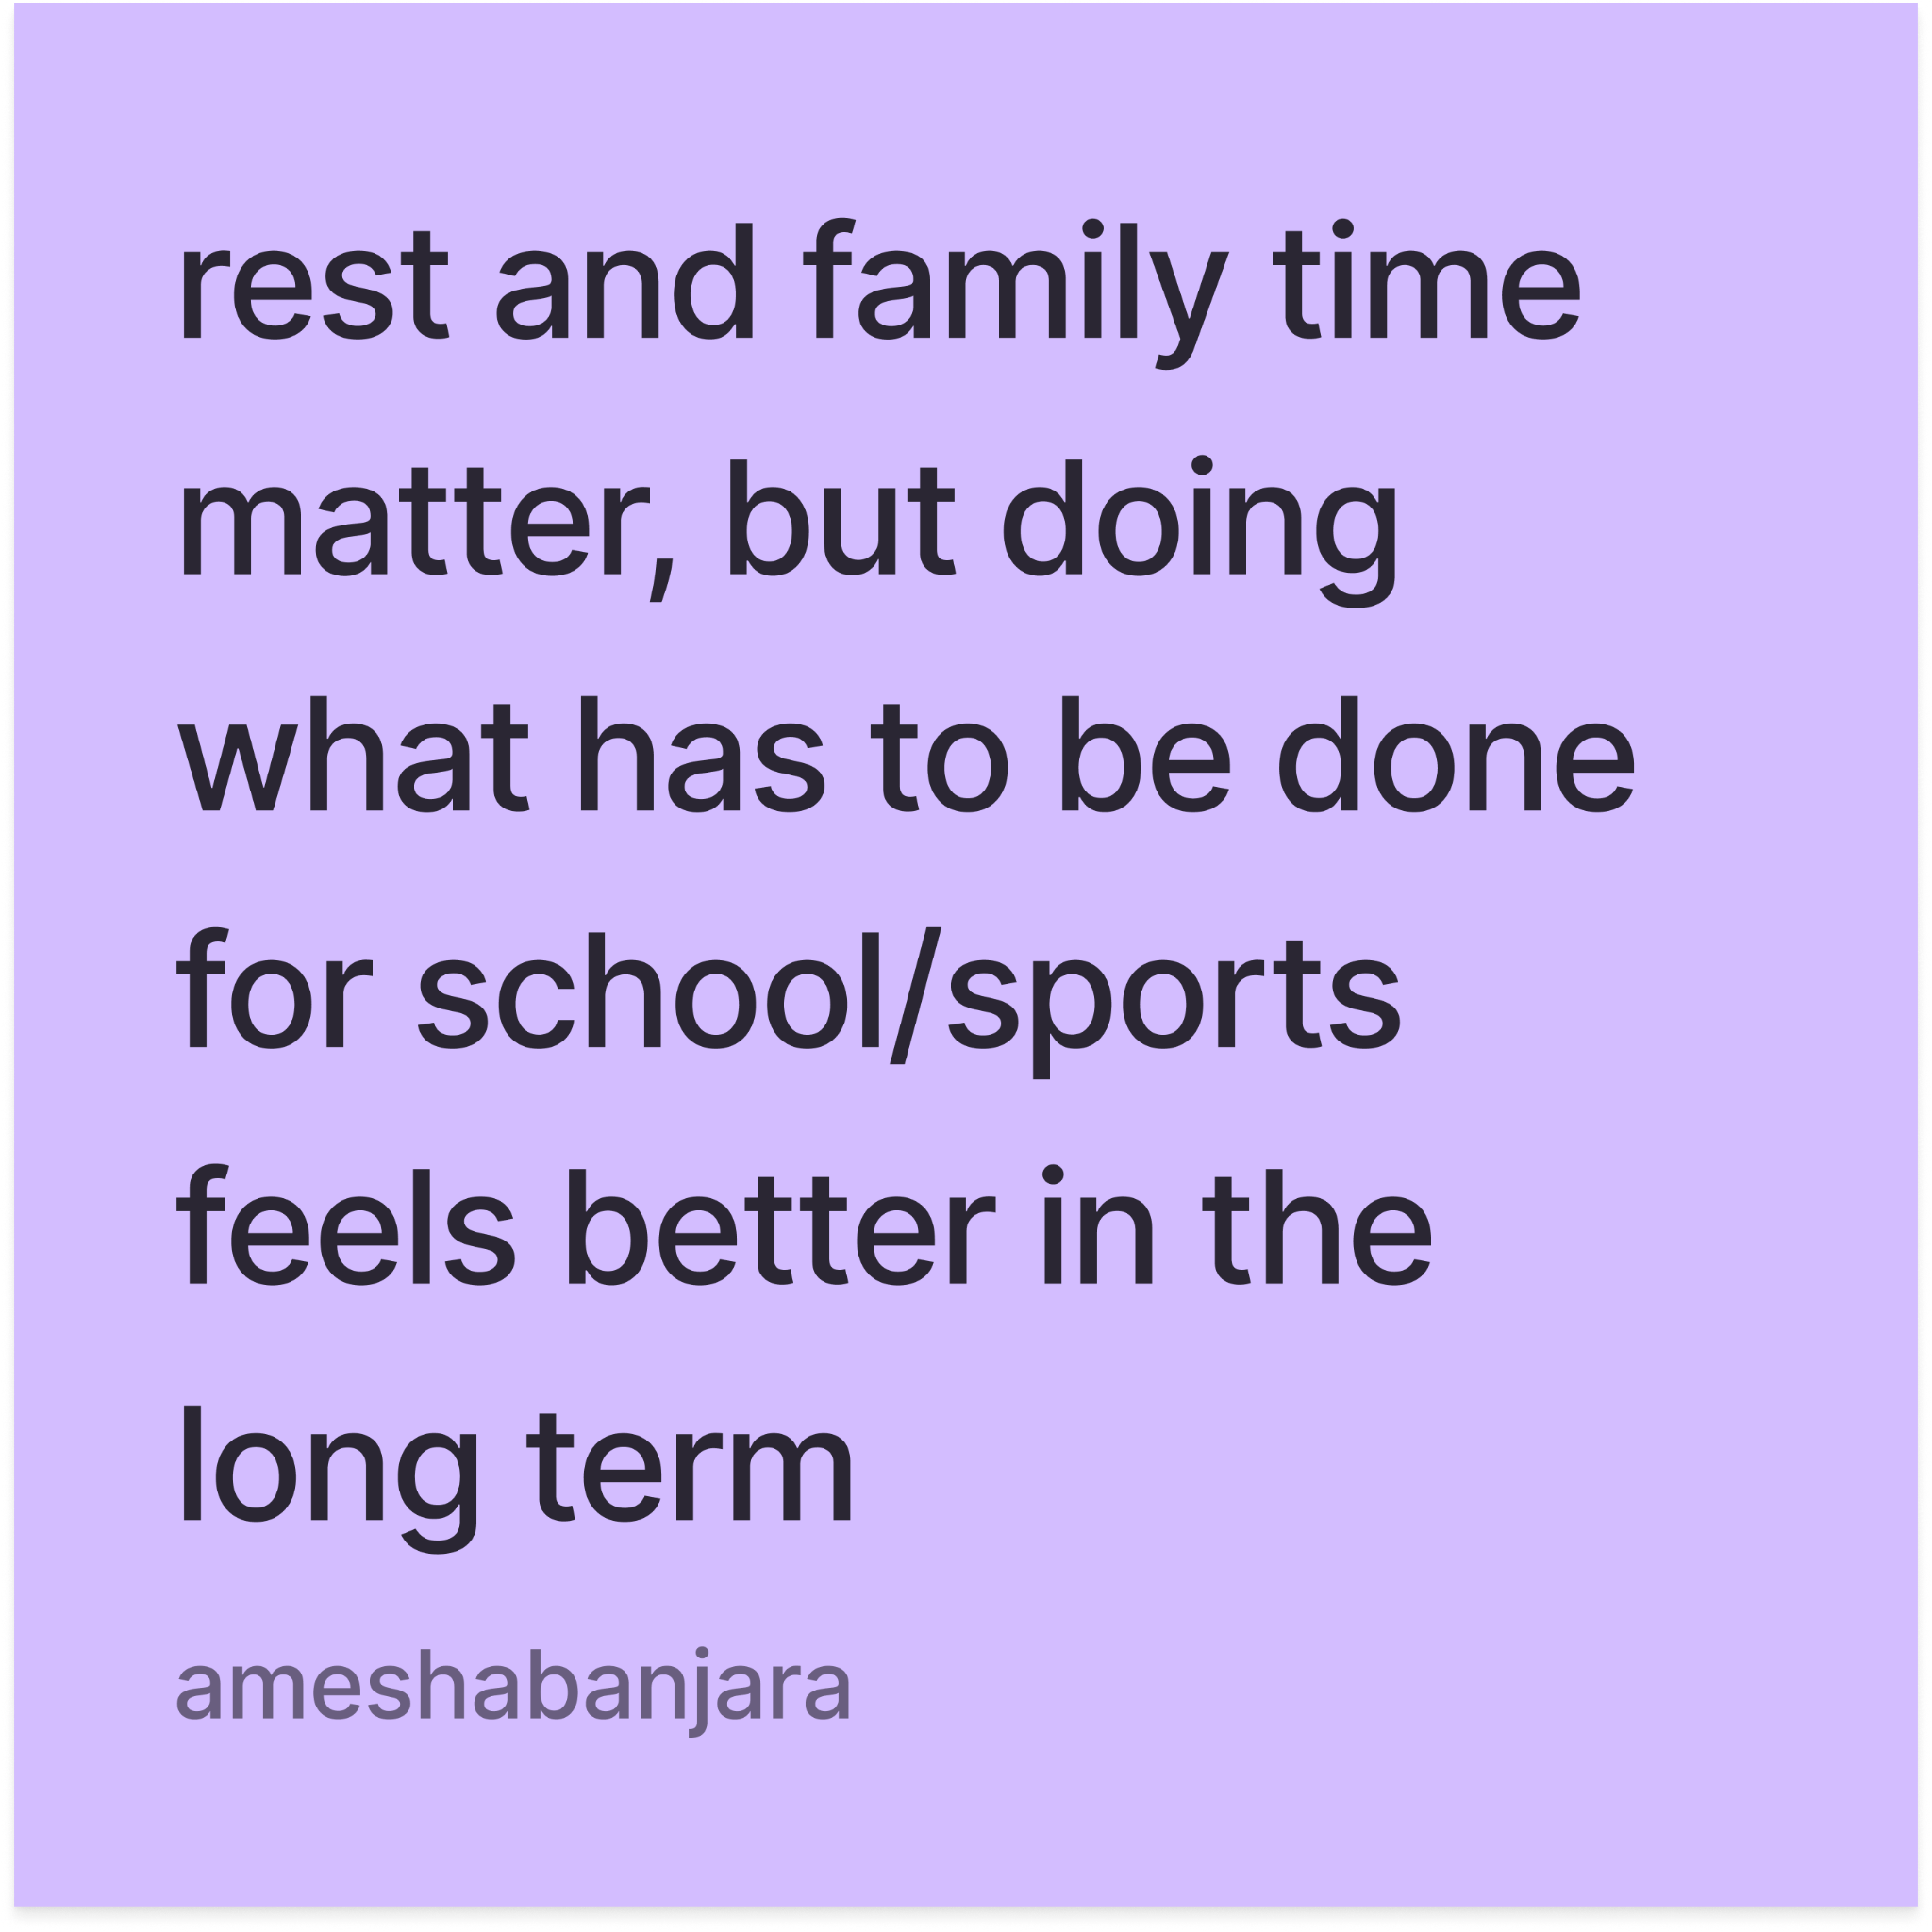 rest and family time
matter, but doing
what has to be done
for school/sports
feels better in the
long term
ameshabanjara